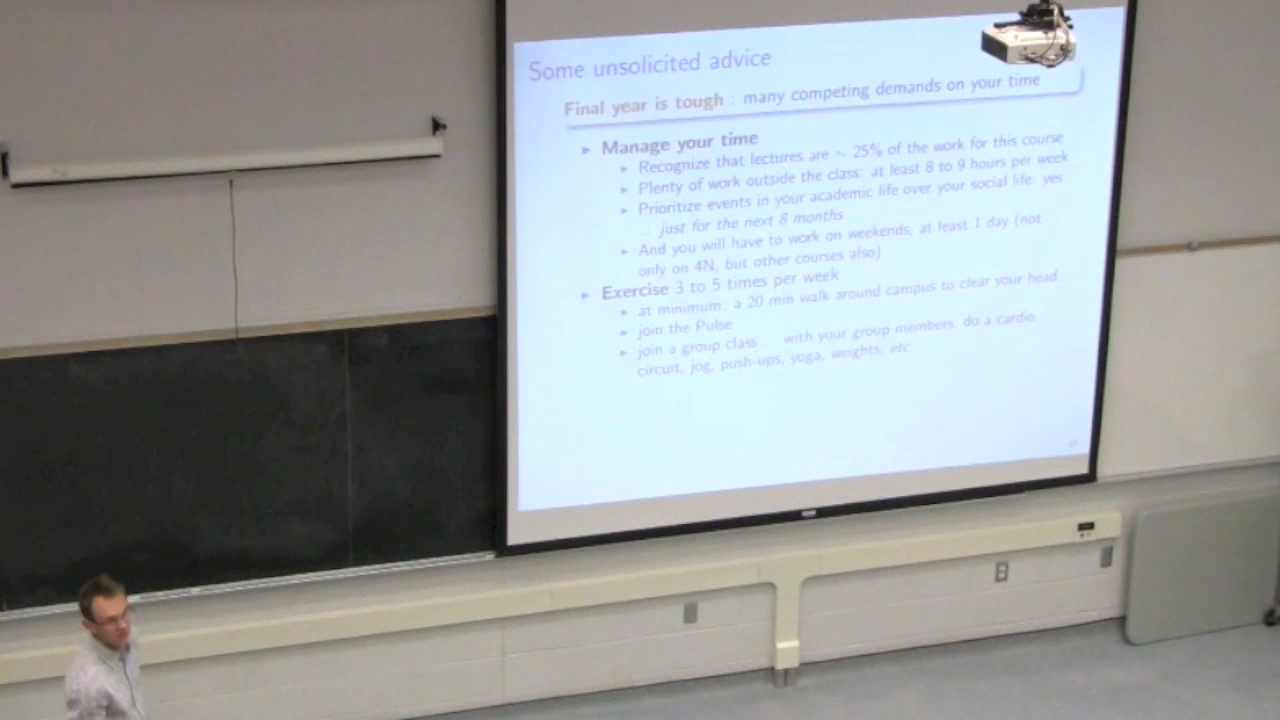 Some unsolicited advice
Final year is tough : many competing demands on your time
▶ Manage your time
▶ Recognize that lectures are ∼ 25% of the work for this course
▶ Plenty of work outside the class: at least 8 to 9 hours per week
▶ Prioritize events in your academic life over your social life: yes
... just for the next 8 months
▶ And you will have to work on weekends, at least 1 day (not
only on 4N, but other courses also)
▶ Exercise 3 to 5 times per week
▶ at minimum: a 20 min walk around campus to clear your head
▶ join the Pulse
▶ join a group class ... with your group members, do a cardio
circuit, jog, push-ups, yoga, weights, etc